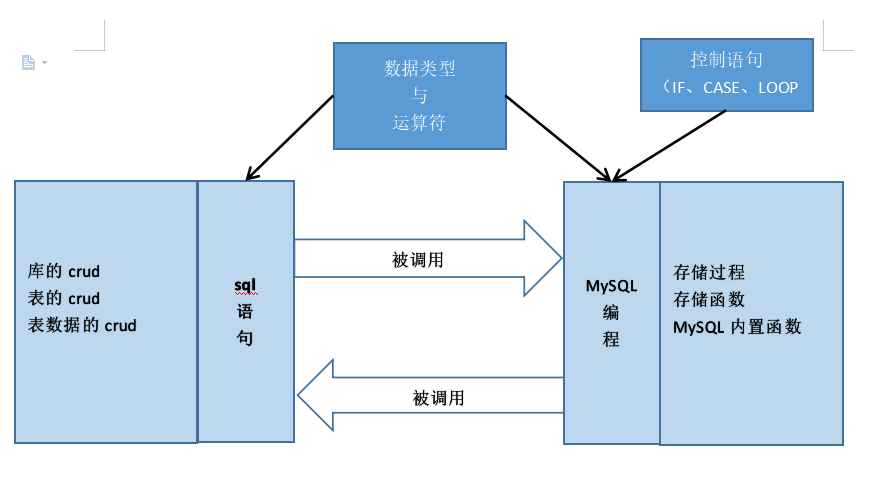 数据类型
与
运算符
控制语句
（IF、CASE、LOOP
库的 crud
表的 crud
表数据的 crud
sql
语
句
被调用
被调用
MySQL
编
程
存储过程
存储函数
MySQL 内置函数